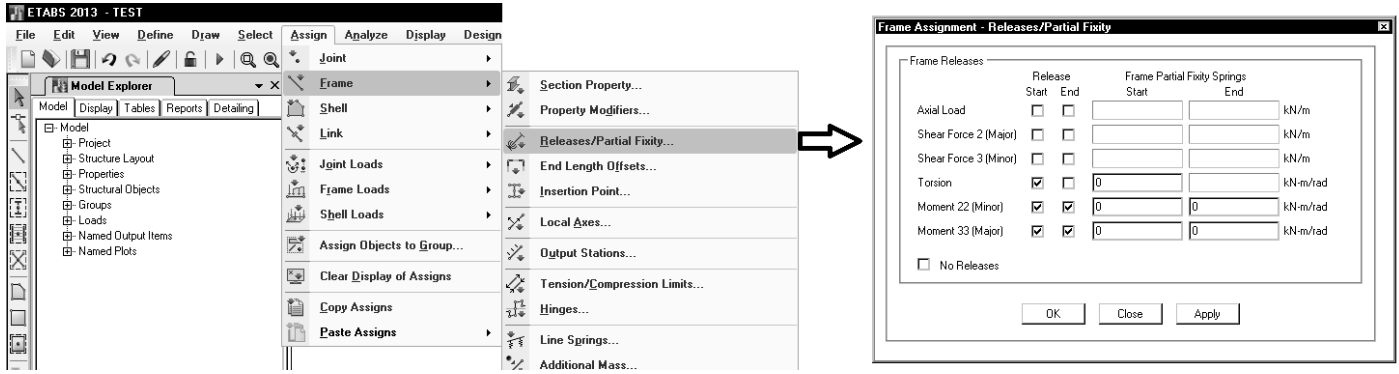 ETABS 2013 - TEST
File Edit View Define Draw Select Assign Analyze Display Design
Model Explorer
Model Display Tables Reports Detailing
Model
Project
Structure Layout
Properties
Structural Objects
Groups
Loads
Named Output Items
Named Plots
Joint
Frame
Shell
Link
Joint Loads
Frame Loads
Shell Loads
Assign Objects to Group...
Clear Display of Assigns
Copy Assigns
Paste Assigns
Section Property...
Property Modifiers...
Releases/Partial Fixity...
End Length Offsets...
Insertion Point...
Local Axes...
Output Stations...
Tension/Compression Limits...
Hinges...
Line Springs...
Additional Mass...
Frame Assignment - Releases/Partial Fixity
Frame Releases
Release Frame Partial Fixity Springs
Start End Start End
Axial Load kN/m
Shear Force 2 (Major) kN/m
Shear Force 3 (Minor) kN/m
Torsion 0 kN-m/rad
Moment 22 (Minor) 0 0 kN-m/rad
Moment 33 (Major) 0 0 kN-m/rad
No Releases
OK Close Apply